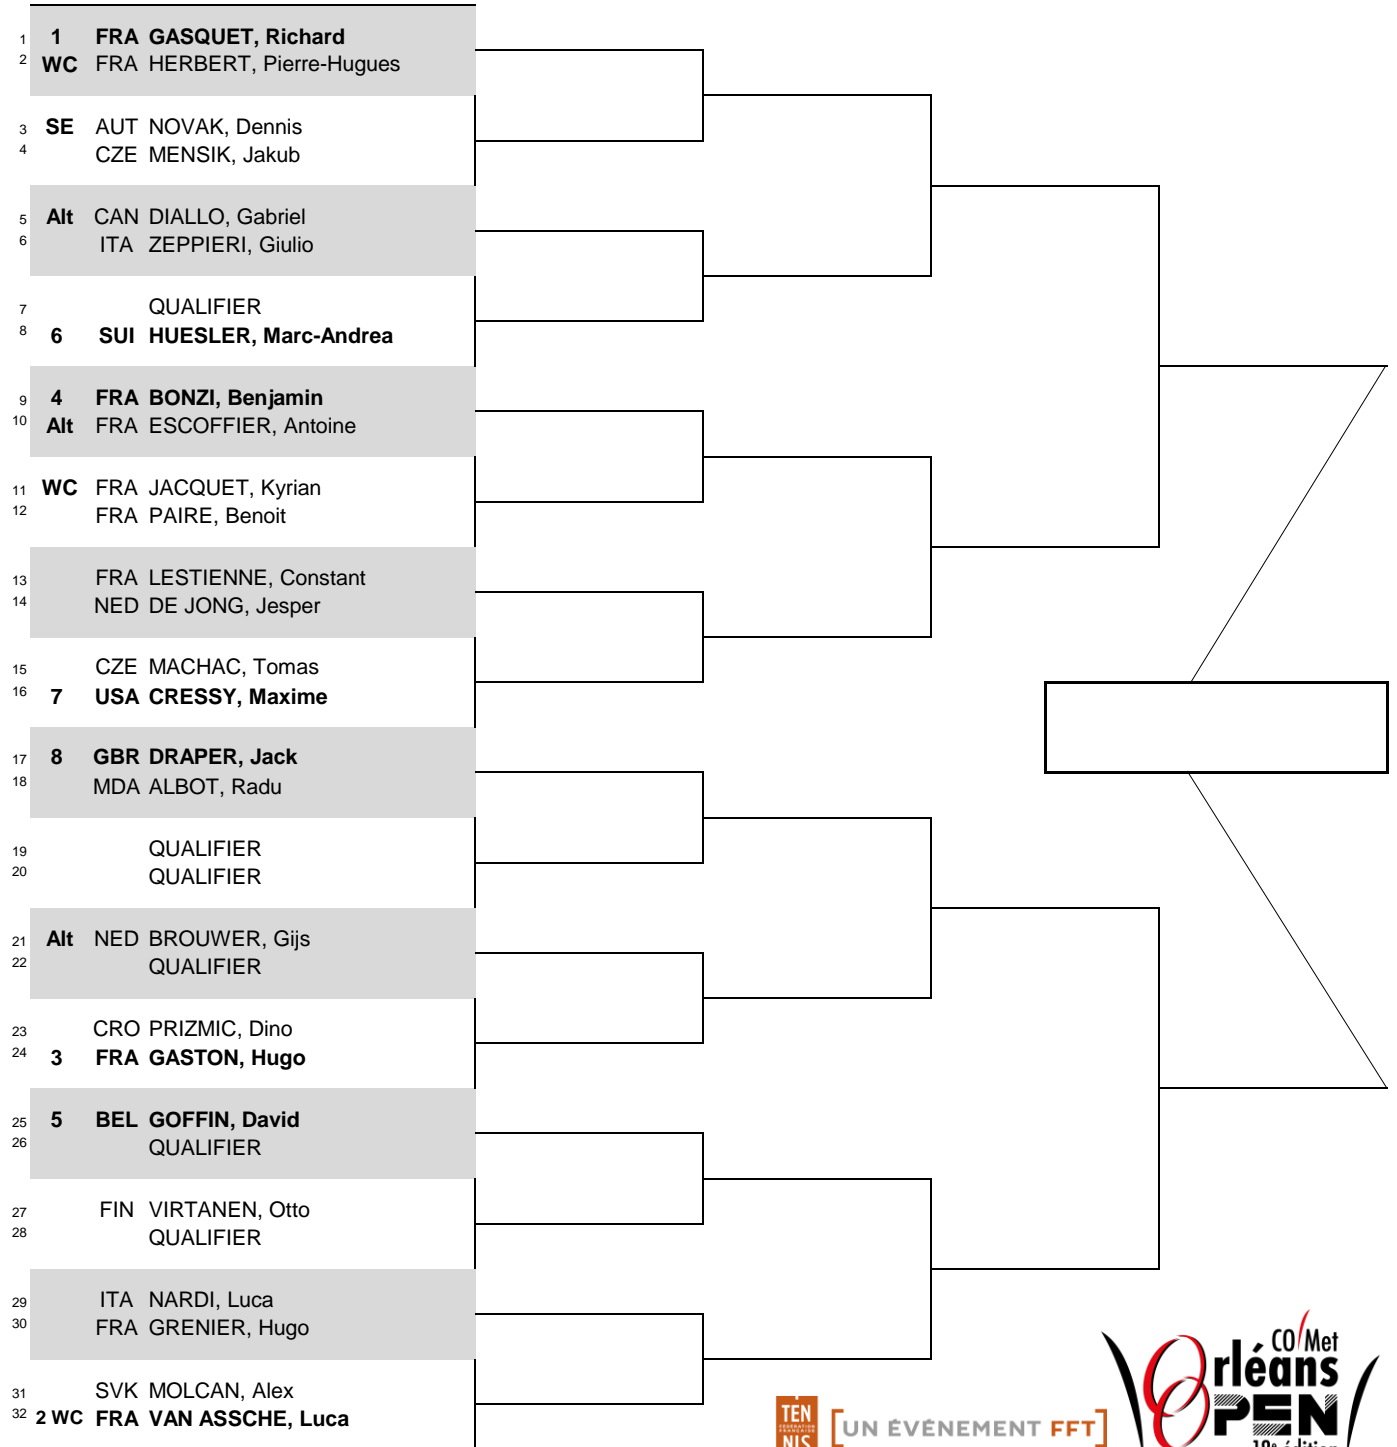 1 1 FRA GASQUET, Richard
2 WC FRA HERBERT, Pierre-Hugues
3 SE AUT NOVAK, Dennis
4 CZE MENSIK, Jakub
5 Alt CAN DIALLO, Gabriel
6 ITA ZEPPIERI, Giulio
7 QUALIFIER
8 6 SUI HUESLER, Marc-Andrea
9 4 FRA BONZI, Benjamin
10 Alt FRA ESCOFFIER, Antoine
11 WC FRA JACQUET, Kyrian
12 FRA PAIRE, Benoit
13 FRA LESTIENNE, Constant
14 NED DE JONG, Jesper
15 CZE MACHAC, Tomas
16 7 USA CRESSY, Maxime
17 8 GBR DRAPER, Jack
18 MDA ALBOT, Radu
19 QUALIFIER
20 QUALIFIER
21 Alt NED BROUWER, Gijs
22 QUALIFIER
23 CRO PRIZMIC, Dino
24 3 FRA GASTON, Hugo
25 5 BEL GOFFIN, David
26 QUALIFIER
27 FIN VIRTANEN, Otto
28 QUALIFIER
29 ITA NARDI, Luca
30 FRA GRENIER, Hugo
31 SVK MOLCAN, Alex
32 2 WC FRA VAN ASSCHE, Luca
TEN
FÉDÉRATION
FRANÇAISE
NIS
[UN ÉVÉNEMENT FFT]
CO'Met
Orléans
OPEN